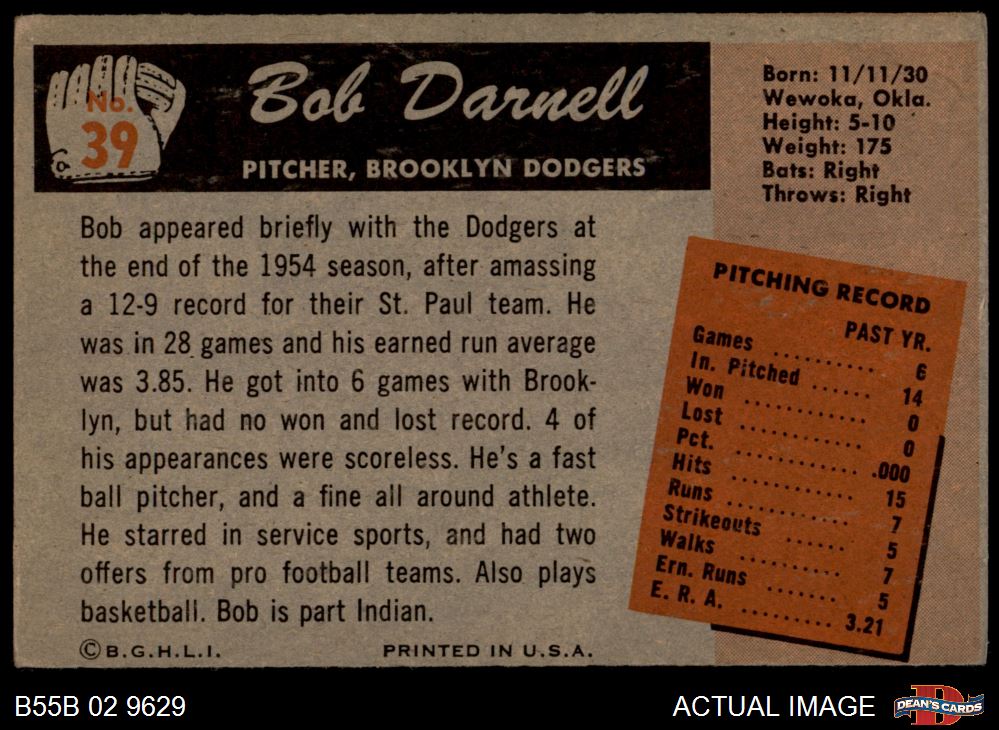 No.
39
Bob Darnell
PITCHER, BROOKLYN DODGERS
Born: 11/11/30
Wewoka, Okla.
Height: 5-10
Weight: 175
Bats: Right
Throws: Right
Bob appeared briefly with the Dodgers at
the end of the 1954 season, after amassing
a 12-9 record for their St. Paul team. He
was in 28 games and his earned run average
was 3.85. He got into 6 games with Brook-
lyn, but had no won and lost record. 4 of
his appearances were scoreless. He's a fast
ball pitcher, and a fine all around athlete.
He starred in service sports, and had two
offers from pro football teams. Also plays
basketball. Bob is part Indian.
PITCHING RECORD
PAST YR.
Games ......... 6
In. Pitched ...... 14
Won ............ 0
Lost ............ 0
Pct. ............ .000
Hits ............ 15
Runs ............ 7
Strikeouts ...... 5
Walks .......... 7
Ern. Runs ....... 5
E. R. A. ......... 3.21
©B.G.H.L.I.
PRINTED IN U.S.A.
B55B 02 9629
ACTUAL IMAGE
DEAN'S CARDS